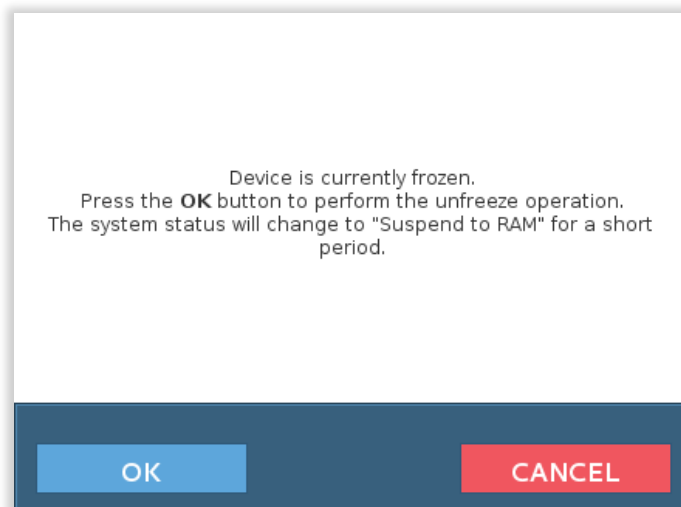 Device is currently frozen.
Press the OK button to perform the unfreeze operation.
The system status will change to "Suspend to RAM" for a short
period.
OK
CANCEL